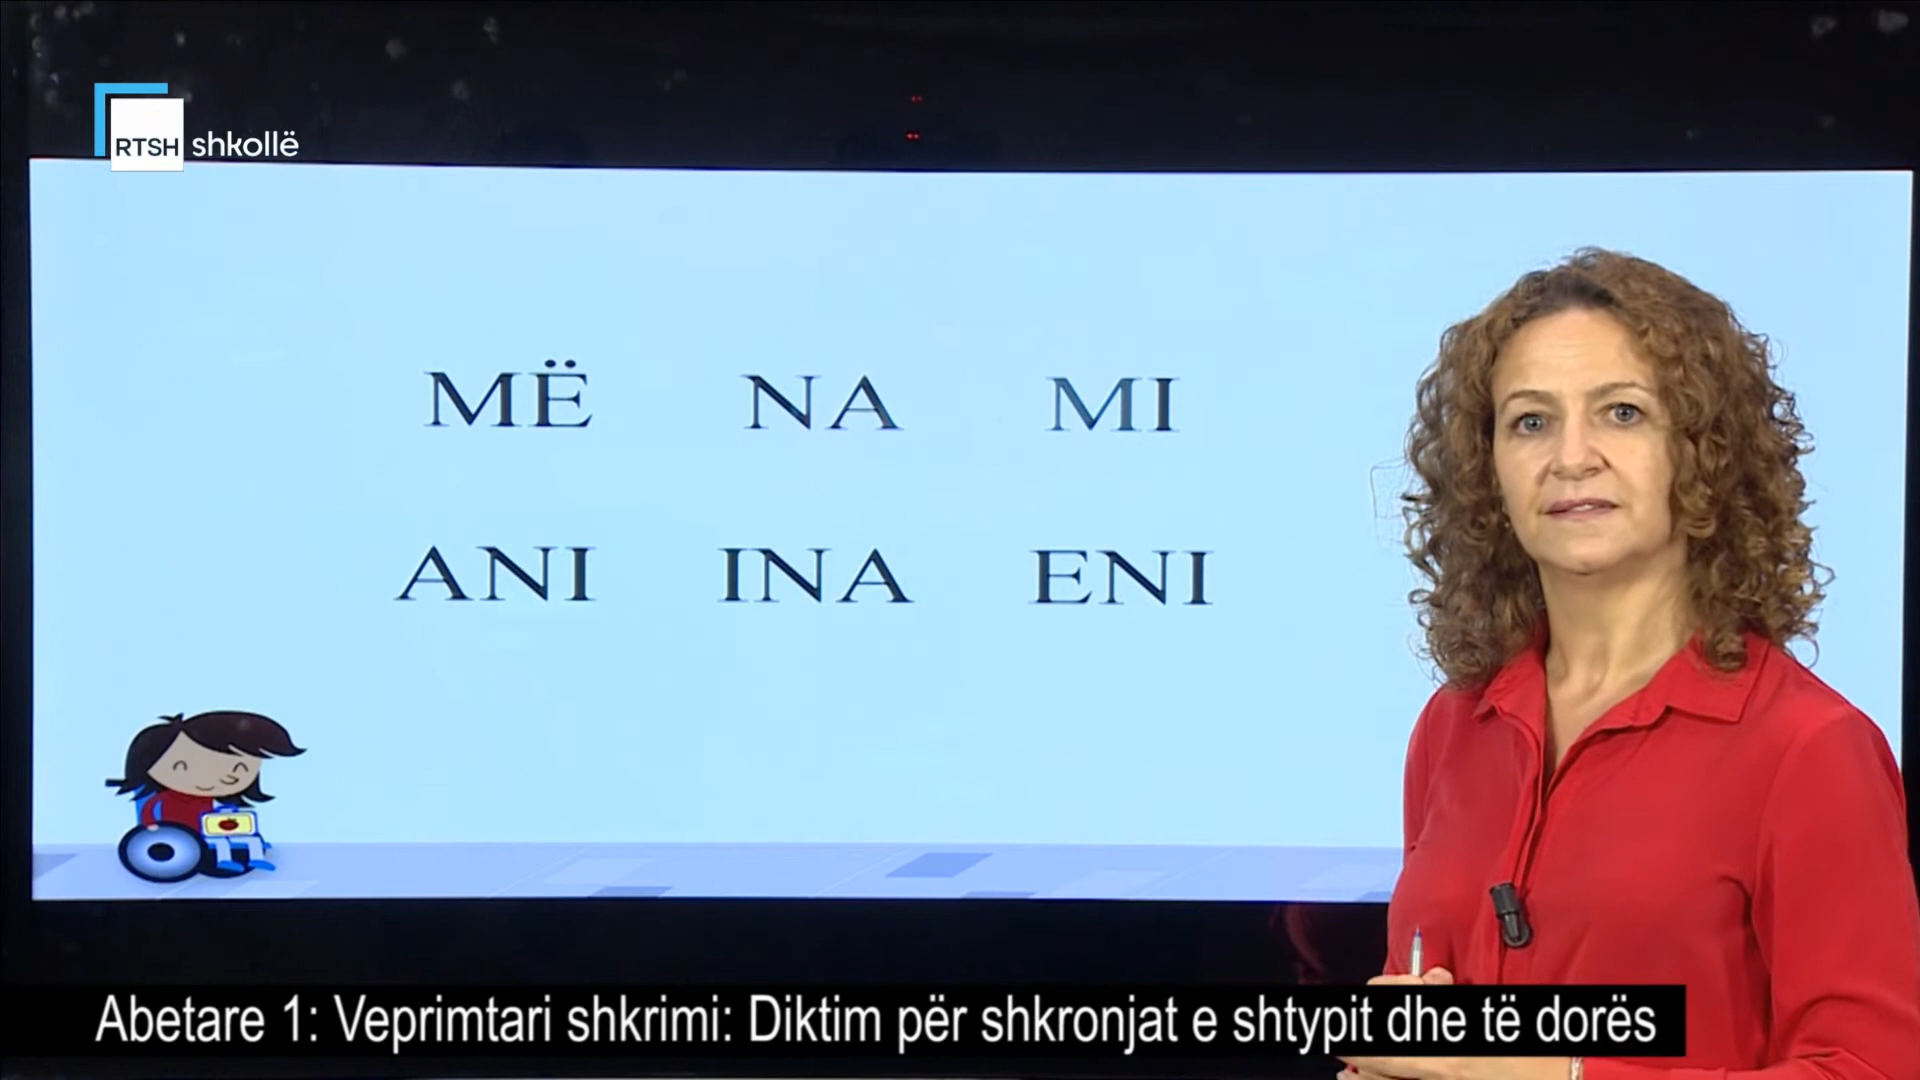 RTSH shkollë
MË NA MI
ANI INA ENI
Abetare 1: Veprimtari shkrimi: Diktim për shkronjat e shtypit dhe të dorës